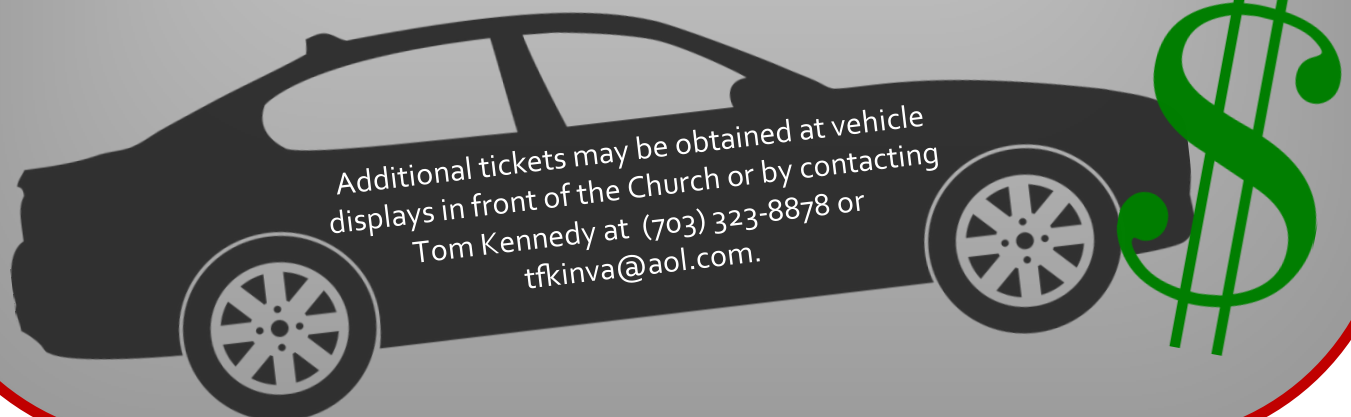 Additional tickets may be obtained at vehicle
displays in front of the Church or by contacting
Tom Kennedy at (703) 323-8878 or
tfkinva@aol.com.
$